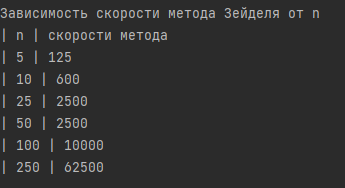 Зависимость скорости метода Зейделя от n
| n | скорости метода
| 5 | 125
| 10 | 600
| 25 | 2500
| 50 | 2500
| 100 | 10000
| 250 | 62500